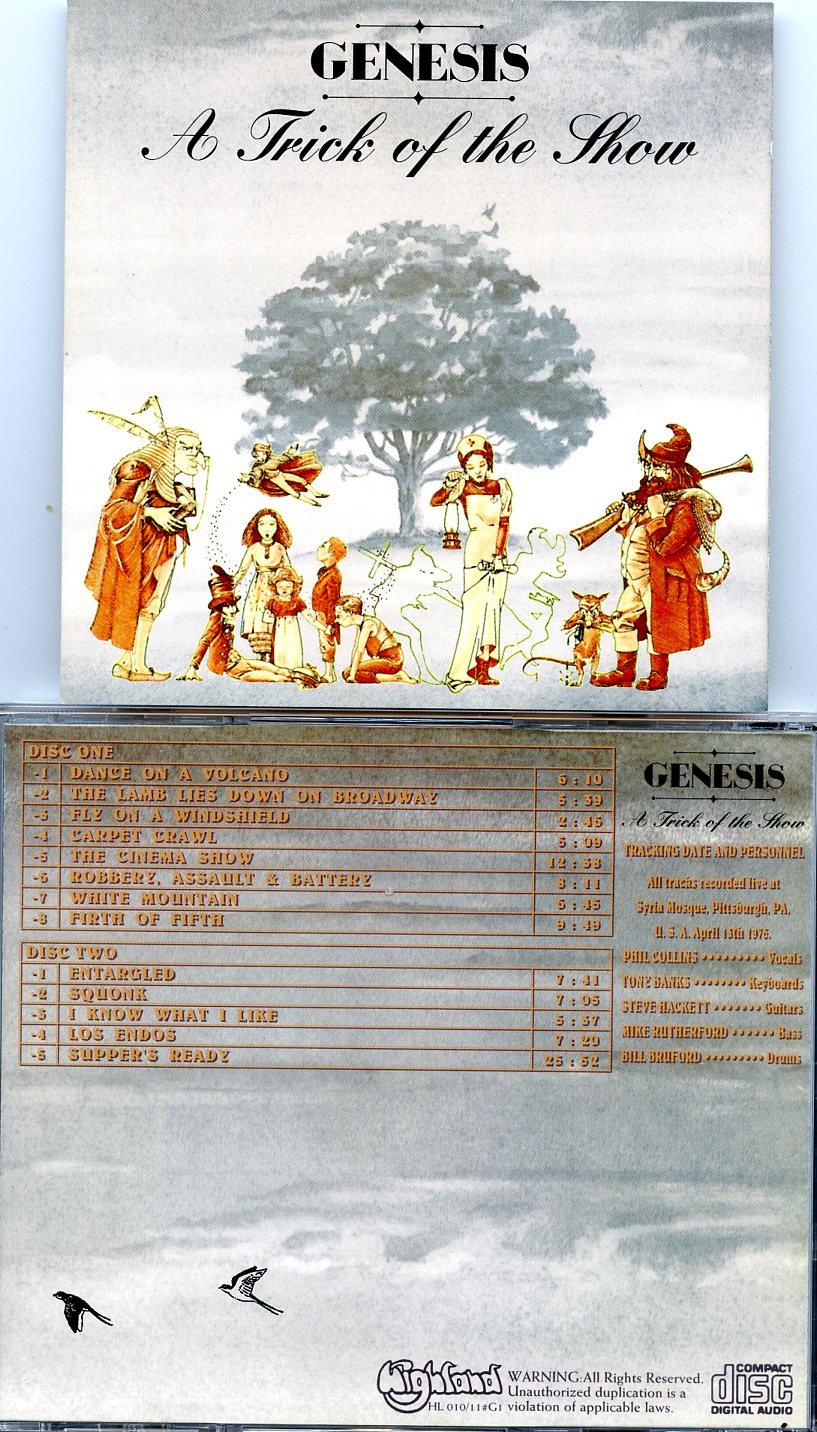 GENESIS
A Trick of the Show
DISC ONE
-1 DANCE ON A VOLCANO 6 : 10
-2 THE LAMB LIES DOWN ON BROADWAY 5 : 39
-3 FLY ON A WINDSHIELD 2 : 45
-4 CARPET CRAWL 5 : 09
-5 THE CINEMA SHOW 12 : 58
-6 ROBBERY, ASSAULT & BATTERY 8 : 11
-7 WHITE MOUNTAIN 5 : 45
-8 FIRTH OF FIFTH 9 : 49
DISC TWO
-1 ENTARGLED 7 : 41
-2 SQUONK 7 : 05
-3 I KNOW WHAT I LIKE 5 : 57
-4 LOS ENDOS 7 : 20
-5 SUPPER'S READY 25 : 52
GENESIS
A Trick of the Show
TRACKING DATE AND PERSONNEL
All tracks recorded live at
Syria Mosque, Pittsburgh, PA,
U. S. A. April 13th 1976.
PHIL COLLINS ········· Vocals
TONY BANKS ········ Keyboards
STEVE HACKETT ······· Guitars
MIKE RUTHERFORD ······ Bass
BILL BRUFORD ········· Drums
Highland
HL 010/11#G1
WARNING:All Rights Reserved.
Unauthorized duplication is a
violation of applicable laws.
COMPACT
disc
DIGITAL AUDIO